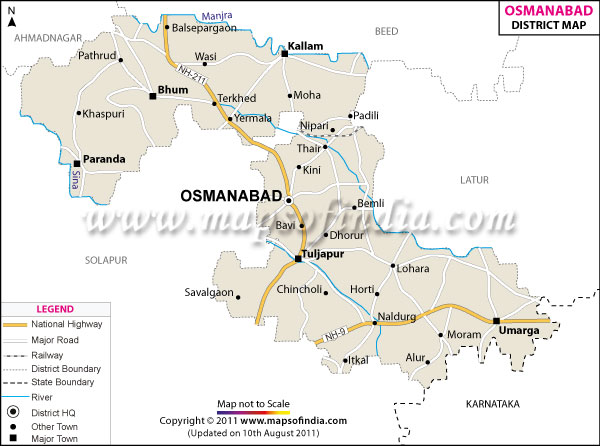 N
OSMANABAD
DISTRICT MAP
Manjra
Balsepargaon
AHMADNAGAR
BEED
Kallam
Pathrud
Wasi
NH-211
Bhum
Terkhed
Moha
Khaspuri
Yermala
Padili
Nipari
Thair
Paranda
Kini
Sina
LATUR
OSMANABAD
Bemli
www.mapsofindia.com
Bavi
Dhorur
SOLAPUR
Tuljapur
Lohara
Savalgaon
Chincholi
Horti
Naldurg
NH-9
Umarga
Moram
Itkal
Alur
KARNATAKA
LEGEND
National Highway
Major Road
Railway
District Boundary
State Boundary
River
District HQ
Other Town
Major Town
Map not to Scale
Copyright © 2011 www.mapsofindia.com
(Updated on 10th August 2011)